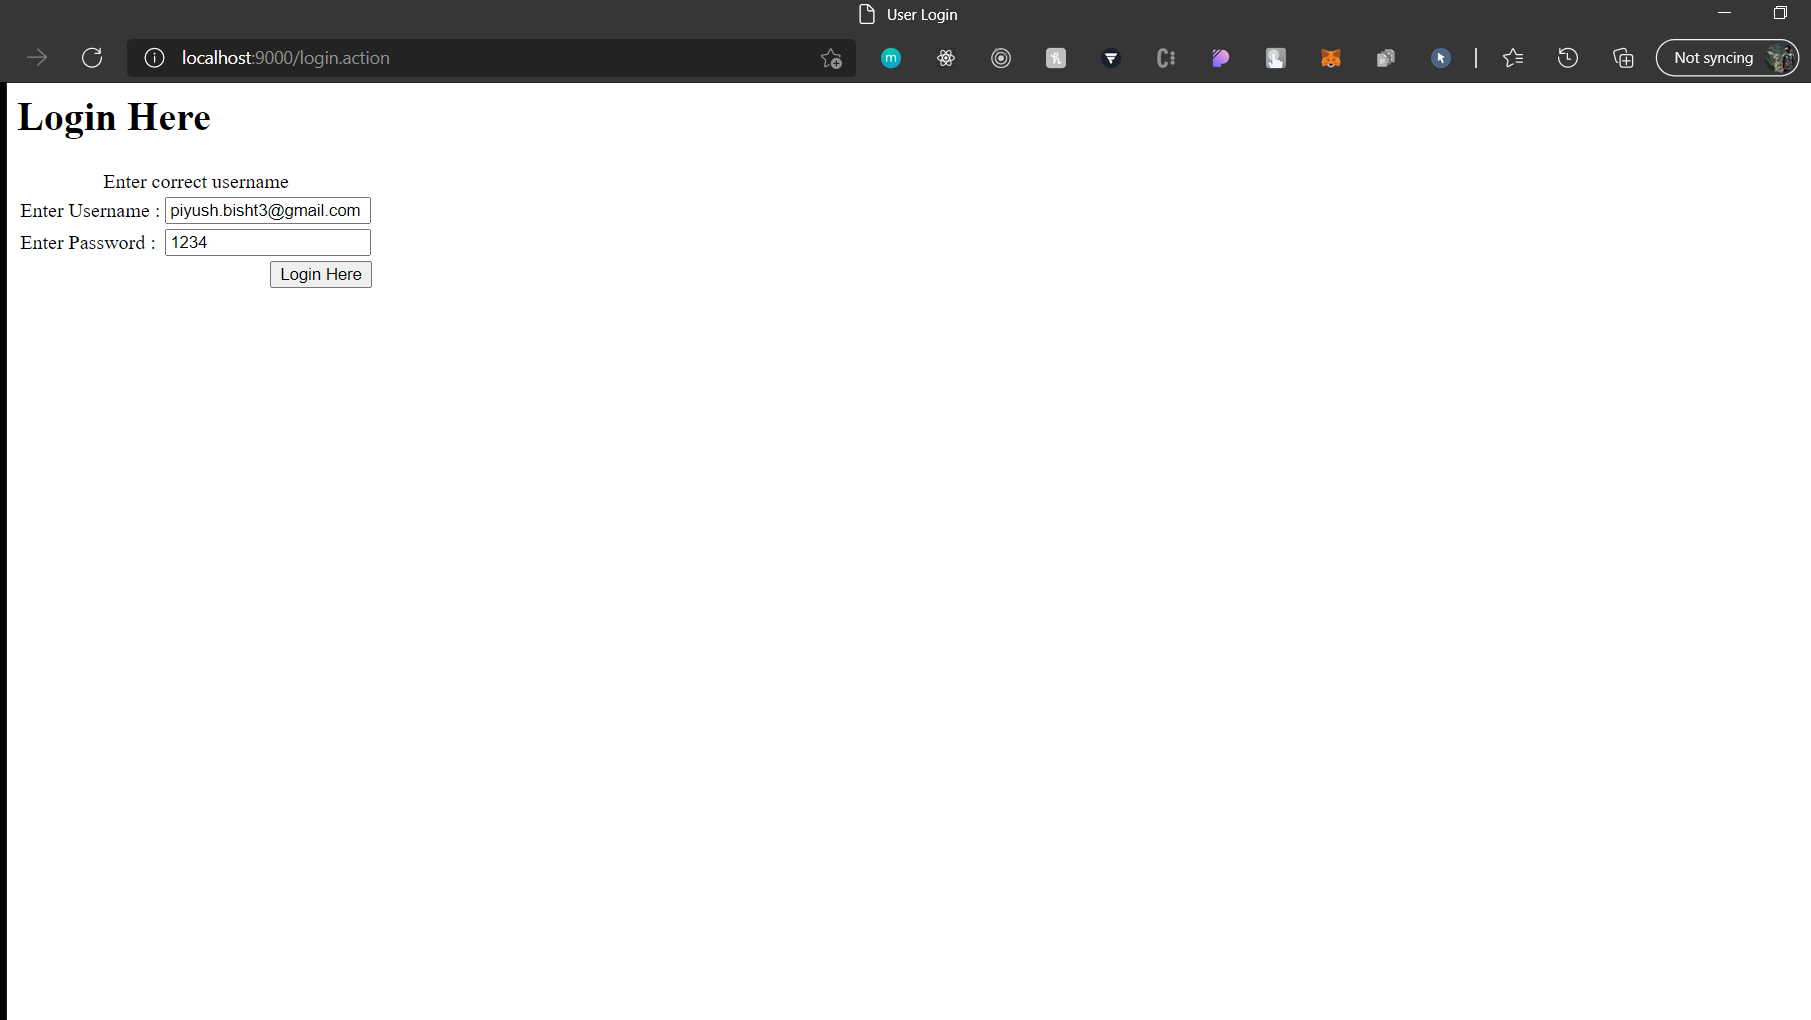 User Login
localhost:9000/login.action
Not syncing
Login Here
Enter correct username
Enter Username : piyush.bisht3@gmail.com
Enter Password : 1234
Login Here